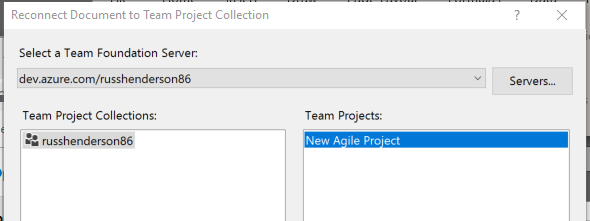 Reconnect Document to Team Project Collection
Select a Team Foundation Server:
dev.azure.com/russhenderson86
Servers...
Team Project Collections:
Team Projects:
russhenderson86
New Agile Project